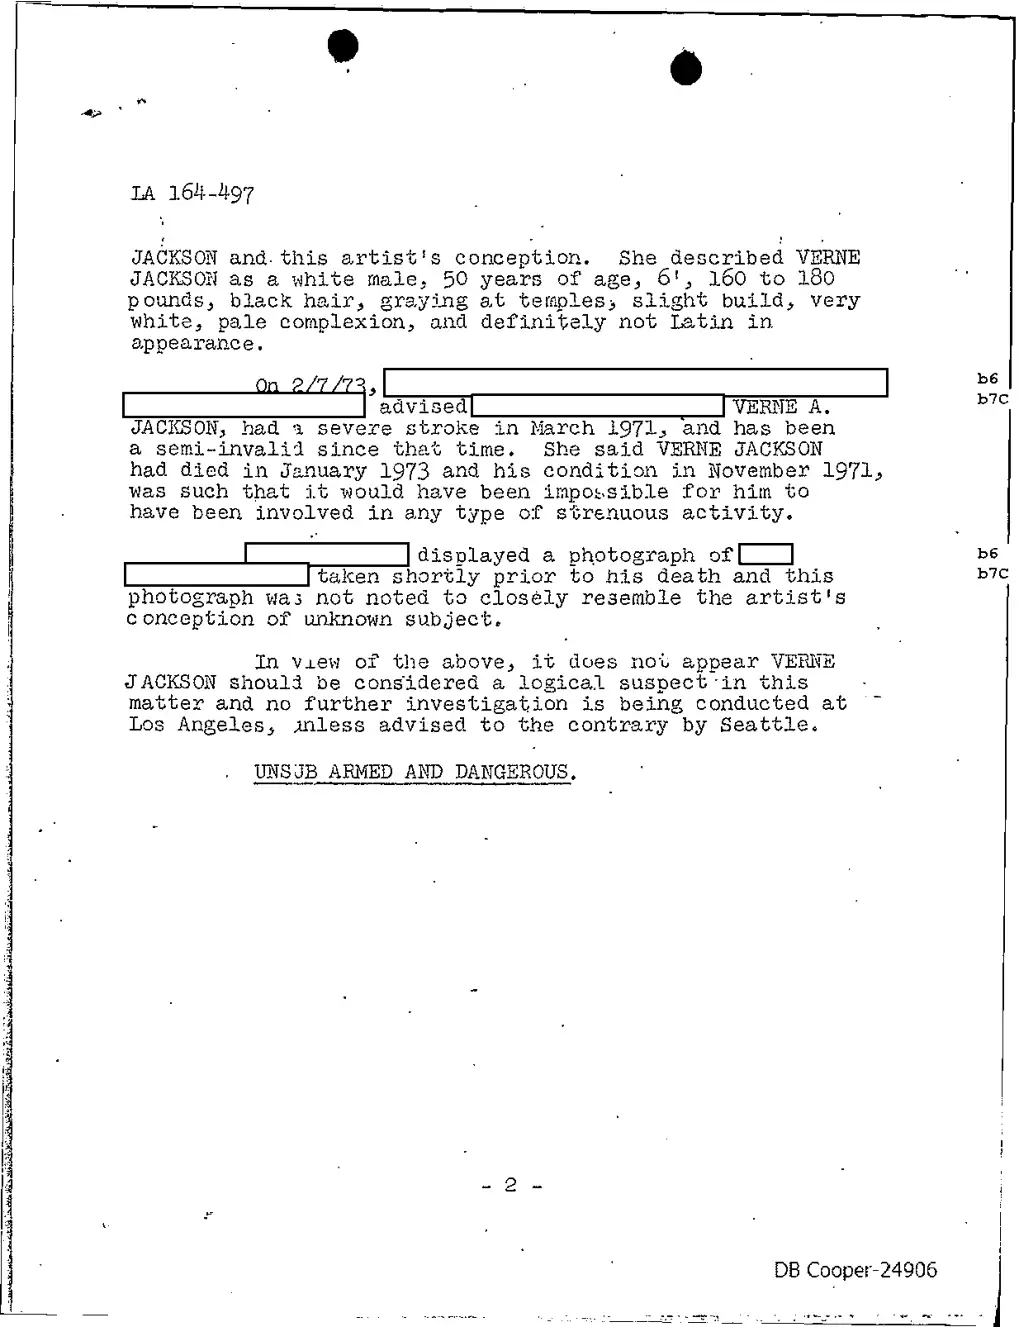 LA 164-497
JACKSON and this artist's conception. She described VERNE
JACKSON as a white male, 50 years of age, 6', 160 to 180
pounds, black hair, graying at temples, slight build, very
white, pale complexion, and definitely not Latin in
appearance.
On 2/7/73,
b6
advised VERNE A.
b7C
JACKSON, had a severe stroke in March 1971, and has been
a semi-invalid since that time. She said VERNE JACKSON
had died in January 1973 and his condition in November 1971,
was such that it would have been impossible for him to
have been involved in any type of strenuous activity.
displayed a photograph of
b6
taken shortly prior to his death and this
b7C
photograph was not noted to closely resemble the artist's
conception of unknown subject.
In view of the above, it does not appear VERNE
JACKSON should be considered a logical suspect in this
matter and no further investigation is being conducted at
Los Angeles, unless advised to the contrary by Seattle.
UNSUB ARMED AND DANGEROUS.
- 2 -
DB Cooper-24906